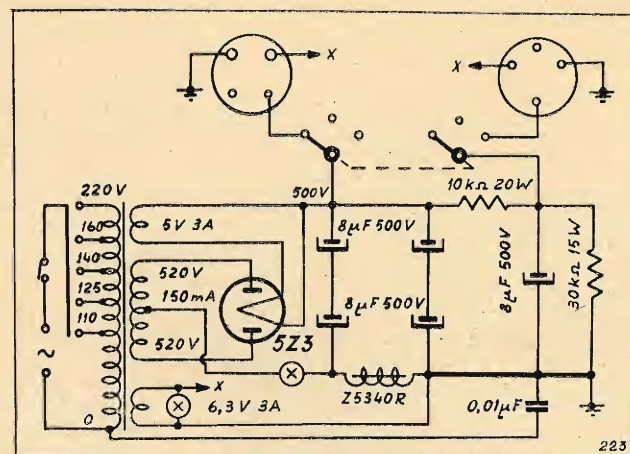 X
X
220V
160
140
125
110
0
~
5V 3A
520V
150mA
520V
5Z3
500V
8µF 500V
8µF 500V
10kΩ 20W
8µF 500V
30kΩ 15W
Z5340R
X
6,3V 3A
0,01µF
223